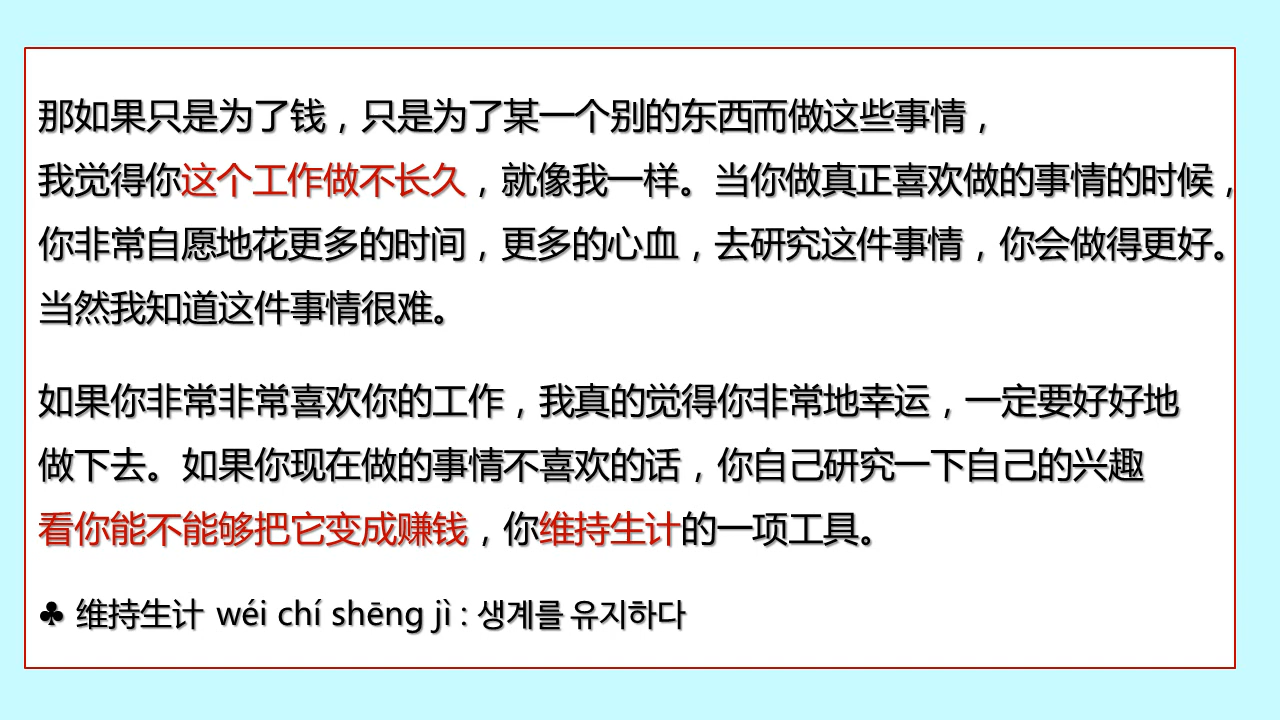 那如果只是为了钱，只是为了某一个别的东西而做这些事情，
我觉得你这个工作做不长久，就像我一样。当你做真正喜欢做的事情的时候，
你非常自愿地花更多的时间，更多的心血，去研究这件事情，你会做得更好。
当然我知道这件事情很难。
如果你非常非常喜欢你的工作，我真的觉得你非常地幸运，一定要好好地
做下去。如果你现在做的事情不喜欢的话，你自己研究一下自己的兴趣
看你能不能够把它变成赚钱，你维持生计的一项工具。
♣ 维持生计 wéi chí shēng jì : 생계를 유지하다